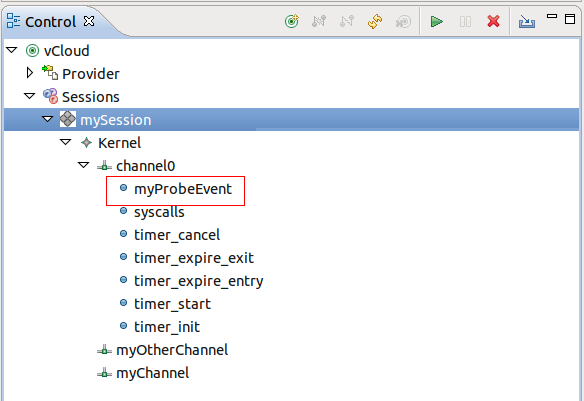 Control
vCloud
Provider
Sessions
mySession
Kernel
channel0
myProbeEvent
syscalls
timer_cancel
timer_expire_exit
timer_expire_entry
timer_start
timer_init
myOtherChannel
myChannel